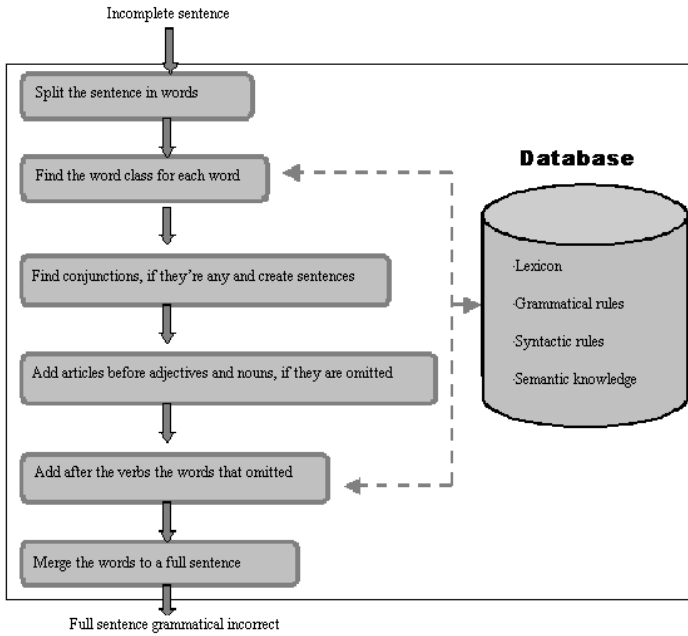 Incomplete sentence
Split the sentence in words
Find the word class for each word
Find conjunctions, if they're any and create sentences
Add articles before adjectives and nouns, if they are omitted
Add after the verbs the words that omitted
Merge the words to a full sentence
Full sentence grammatical incorrect
Database
·Lexicon
·Grammatical rules
·Syntactic rules
·Semantic knowledge